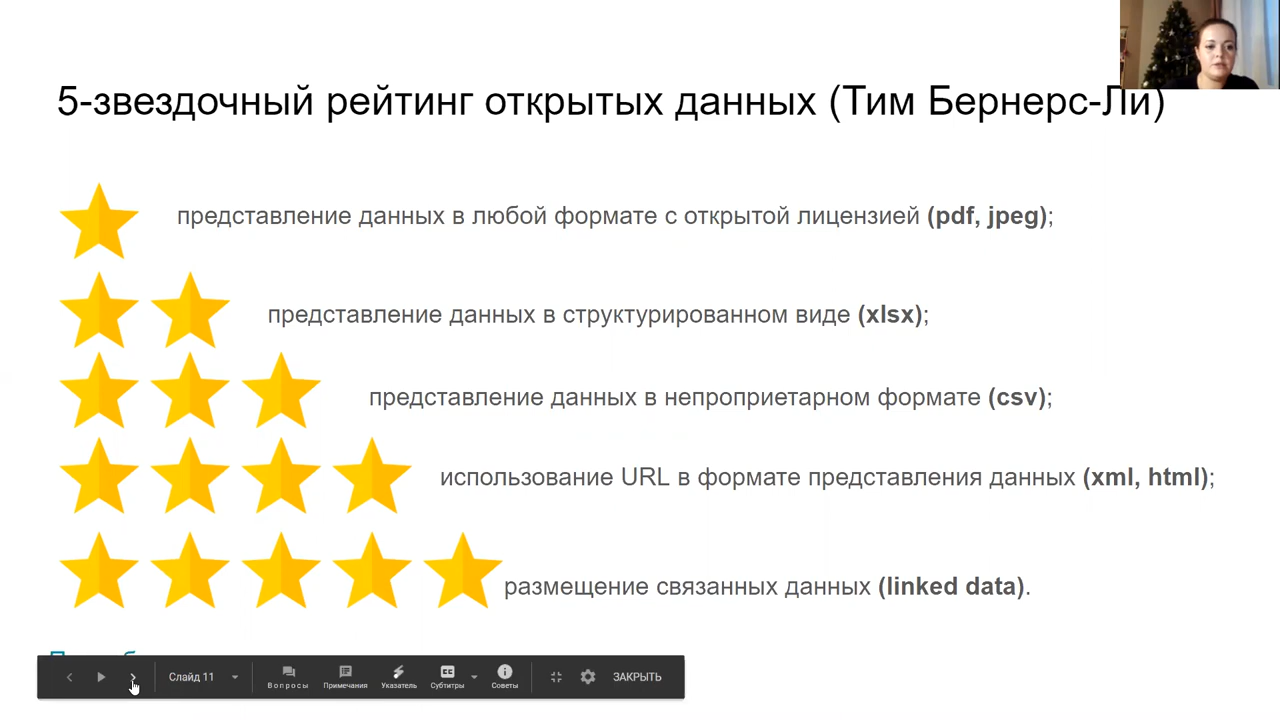 5-звездочный рейтинг открытых данных (Тим Бернерс-Ли)
представление данных в любой формате с открытой лицензией (pdf, jpeg);
представление данных в структурированном виде (xlsx);
представление данных в непроприетарном формате (csv);
использование URL в формате представления данных (xml, html);
размещение связанных данных (linked data).
Слайд 11
Вопросы
Примечания
Указатель
Субтитры
Советы
ЗАКРЫТЬ